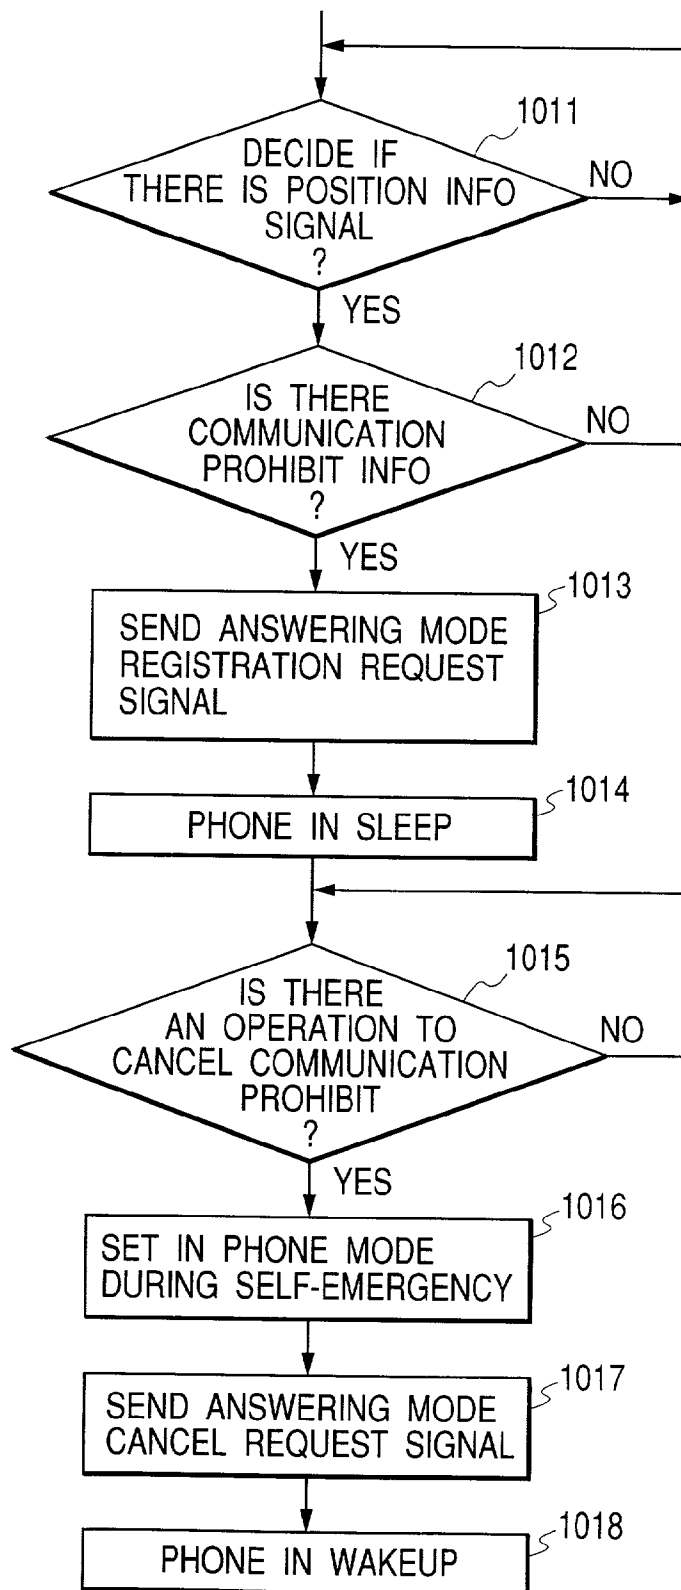 1011
DECIDE IF
THERE IS POSITION INFO
SIGNAL
?
NO
YES
1012
IS THERE
COMMUNICATION
PROHIBIT INFO
?
NO
YES
1013
SEND ANSWERING MODE
REGISTRATION REQUEST
SIGNAL
1014
PHONE IN SLEEP
1015
IS THERE
AN OPERATION TO
CANCEL COMMUNICATION
PROHIBIT
?
NO
YES
1016
SET IN PHONE MODE
DURING SELF-EMERGENCY
1017
SEND ANSWERING MODE
CANCEL REQUEST SIGNAL
1018
PHONE IN WAKEUP